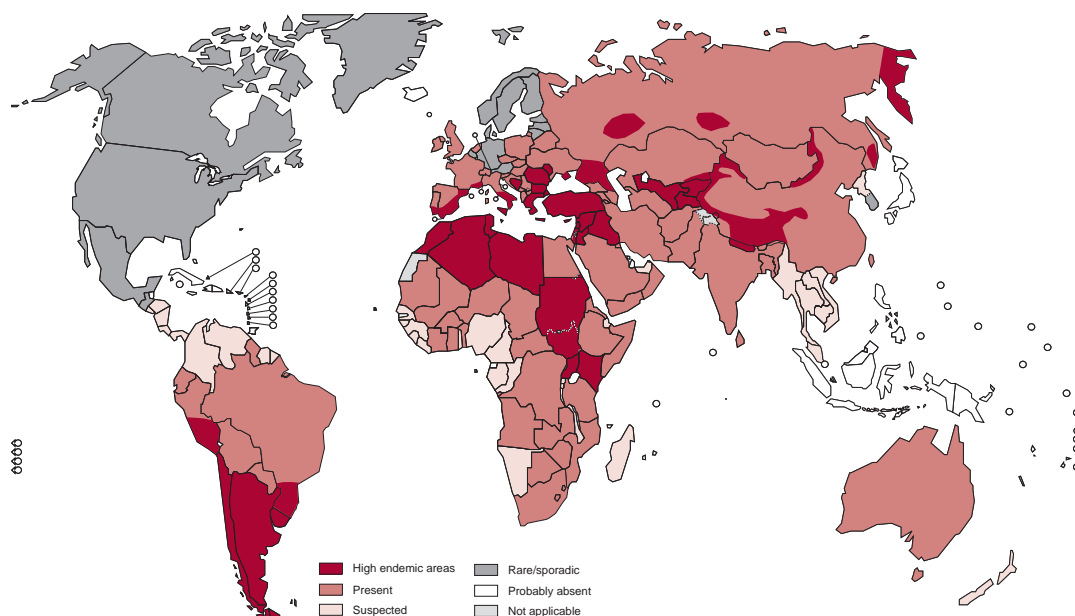 High endemic areas
Present
Suspected
Rare/sporadic
Probably absent
Not applicable